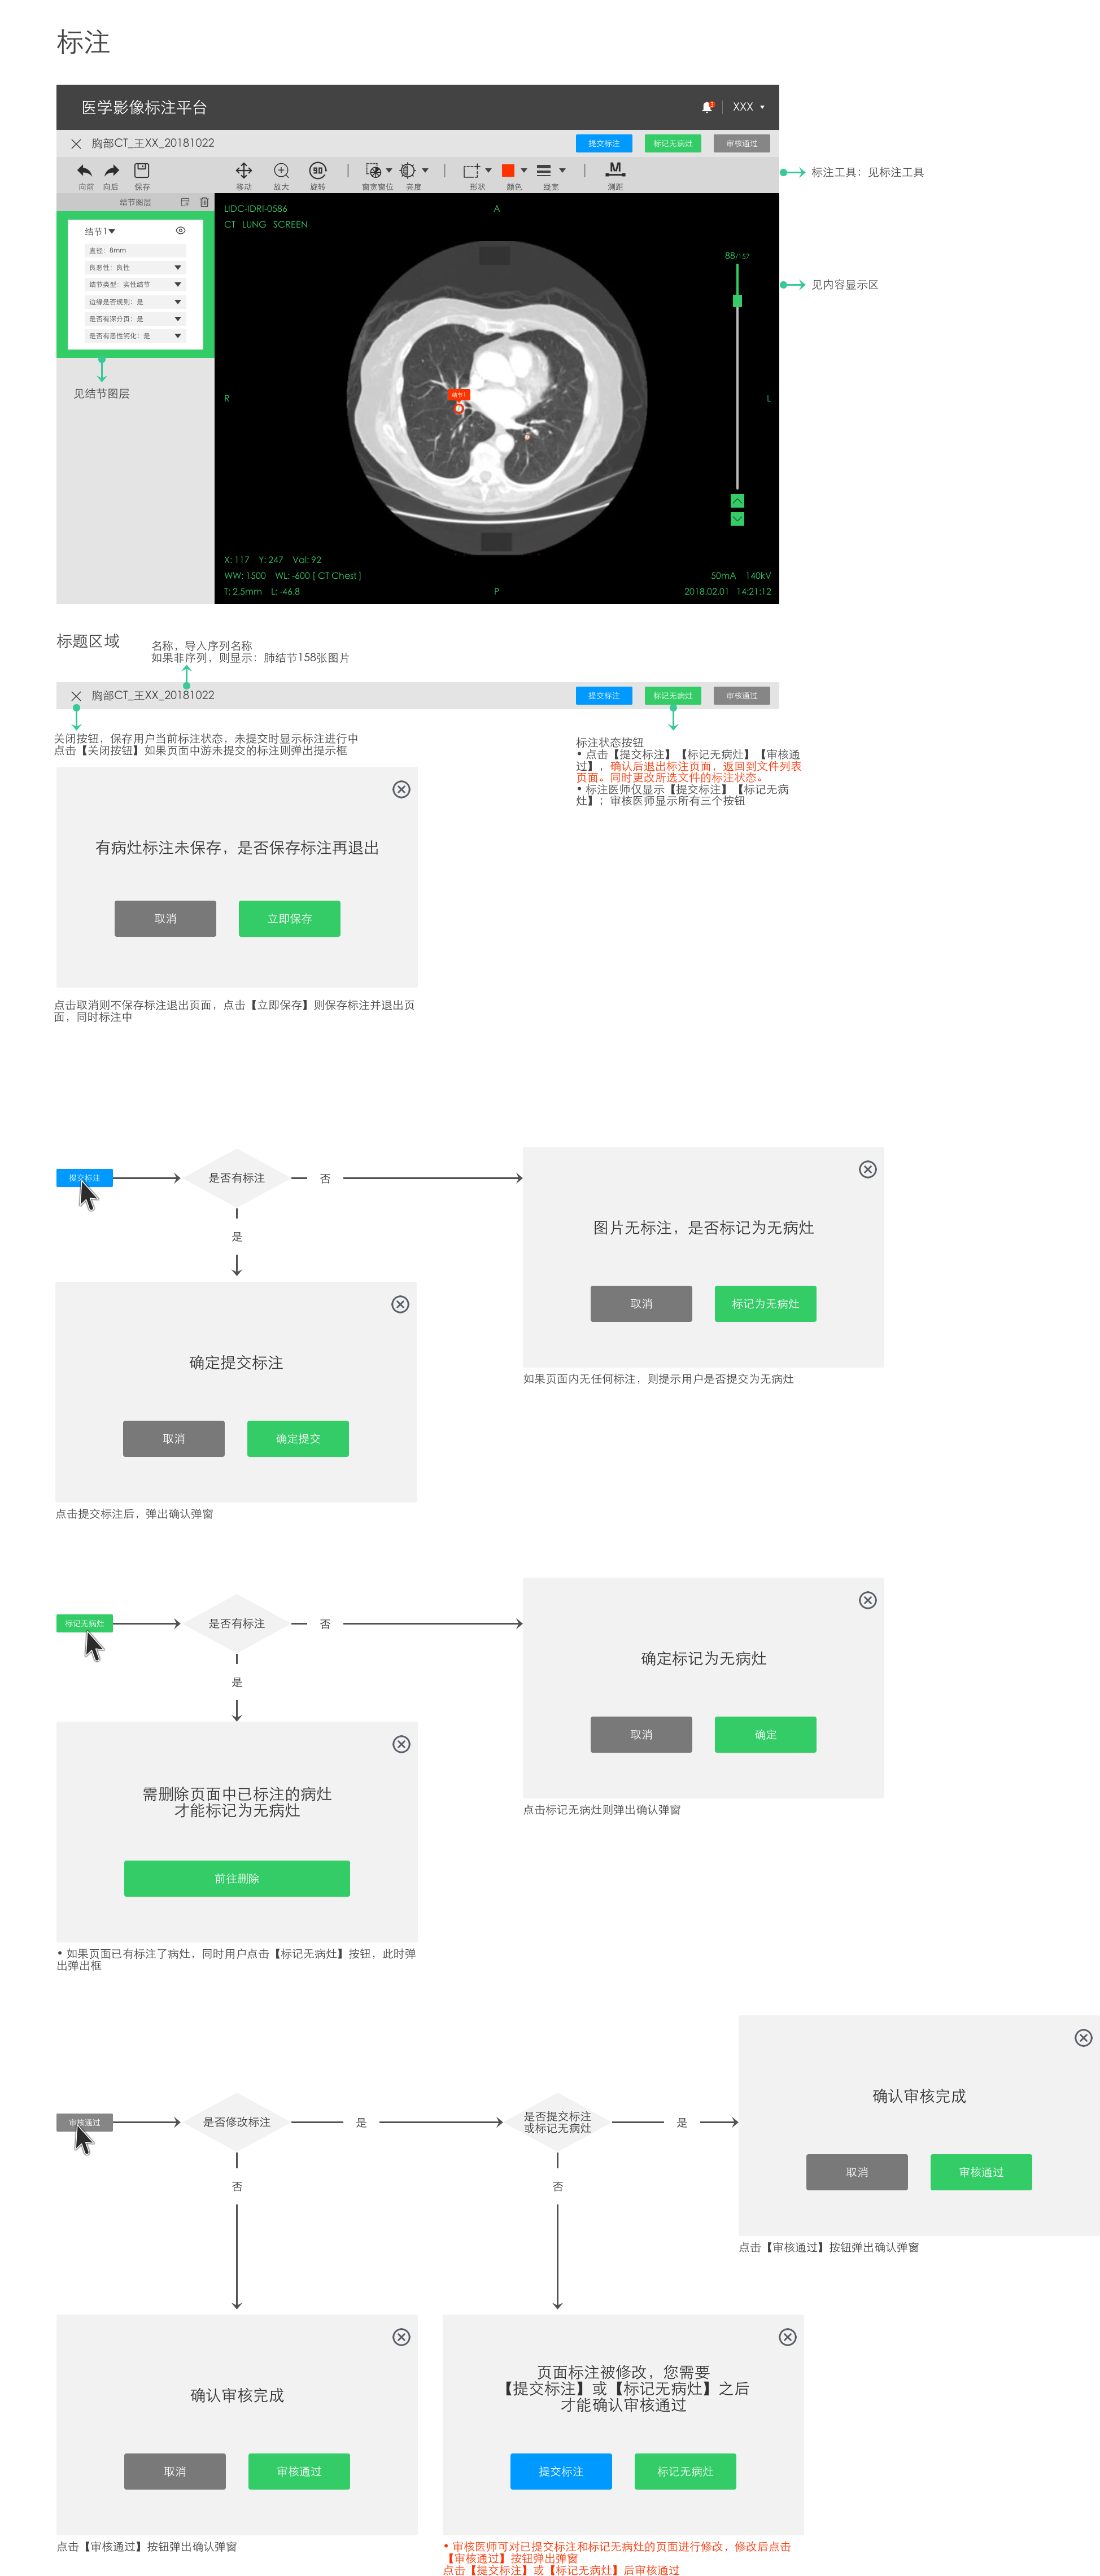 标注
医学影像标注平台
3
XXX
胸部CT_王XX_20181022
提交标注
标记无病灶
审核通过
向前
向后
保存
移动
放大
90
旋转
窗宽窗位
亮度
形状
颜色
线宽
M
测距
标注工具：见标注工具
结节图层
结节1
直径：8mm
良恶性：良性
结节类型：实性结节
边缘是否规则：是
是否有深分页：是
是否有恶性钙化：是
见结节图层
LIDC-IDRI-0586
CT LUNG SCREEN
A
88/157
见内容显示区
R
结节1
L
X: 117 Y: 247 Val: 92
WW: 1500 WL: -600 [ CT Chest ]
T: 2.5mm L: -46.8
P
50mA 140kV
2018.02.01 14:21:12
标题区域
名称，导入序列名称
如果非序列，则显示：肺结节158张图片
胸部CT_王XX_20181022
提交标注
标记无病灶
审核通过
关闭按钮，保存用户当前标注状态，未提交时显示标注进行中
点击【关闭按钮】如果页面中游未提交的标注则弹出提示框
标注状态按钮
• 点击【提交标注】【标记无病灶】【审核通
过】，确认后退出标注页面，返回到文件列表
页面。同时更改所选文件的标注状态。
• 标注医师仅显示【提交标注】【标记无病
灶】；审核医师显示所有三个按钮
有病灶标注未保存，是否保存标注再退出
取消
立即保存
点击取消则不保存标注退出页面，点击【立即保存】则保存标注并退出页
面，同时标注中
提交标注
是否有标注
否
是
图片无标注，是否标记为无病灶
取消
标记为无病灶
如果页面内无任何标注，则提示用户是否提交为无病灶
确定提交标注
取消
确定提交
点击提交标注后，弹出确认弹窗
标记无病灶
是否有标注
否
是
确定标记为无病灶
取消
确定
点击标记无病灶则弹出确认弹窗
需删除页面中已标注的病灶
才能标记为无病灶
前往删除
• 如果页面已有标注了病灶，同时用户点击【标记无病灶】按钮，此时弹
出弹出框
审核通过
是否修改标注
是
是否提交标注
或标记无病灶
是
否
否
确认审核完成
取消
审核通过
点击【审核通过】按钮弹出确认弹窗
确认审核完成
取消
审核通过
点击【审核通过】按钮弹出确认弹窗
页面标注被修改，您需要
【提交标注】或【标记无病灶】之后
才能确认审核通过
提交标注
标记无病灶
• 审核医师可对已提交标注和标记无病灶的页面进行修改，修改后点击
【审核通过】按钮弹出弹窗
点击【提交标注】或【标记无病灶】后审核通过